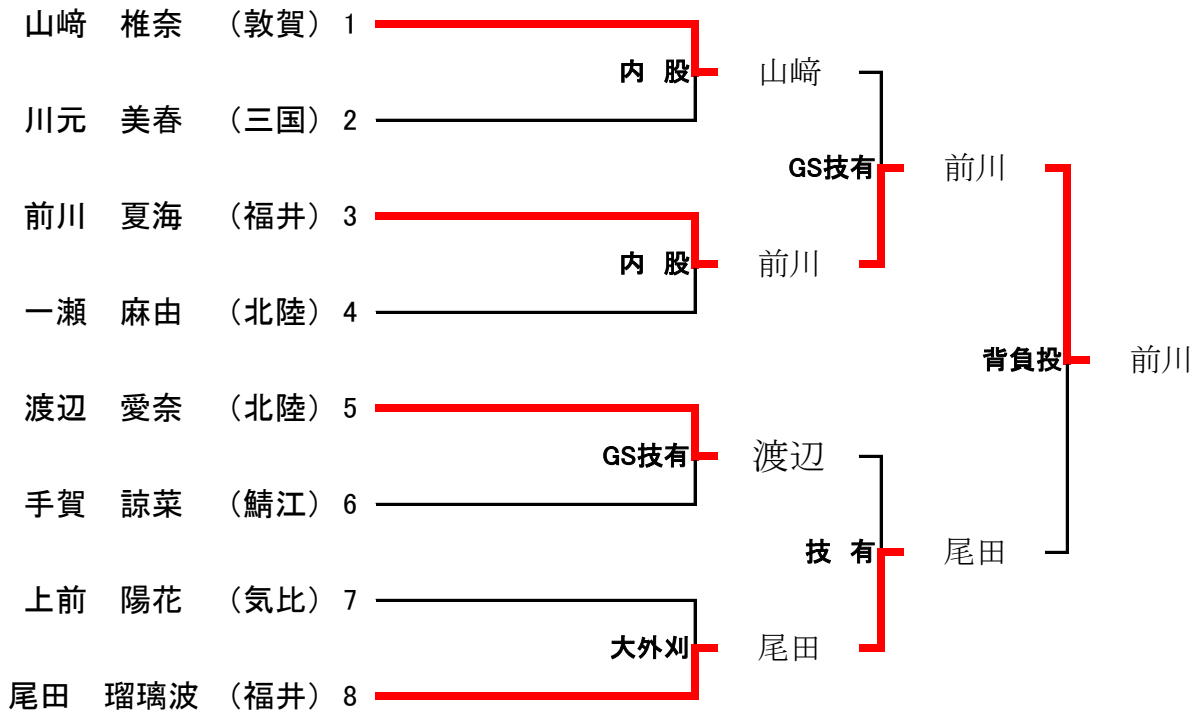 山﨑 椎奈 （敦賀） 1
内 股 山﨑
川元 美春 （三国） 2
GS技有 前川
前川 夏海 （福井） 3
内 股 前川
一瀬 麻由 （北陸） 4
背負投 前川
渡辺 愛奈 （北陸） 5
GS技有 渡辺
手賀 諒菜 （鯖江） 6
技 有 尾田
上前 陽花 （気比） 7
大外刈 尾田
尾田 瑠璃波 （福井） 8